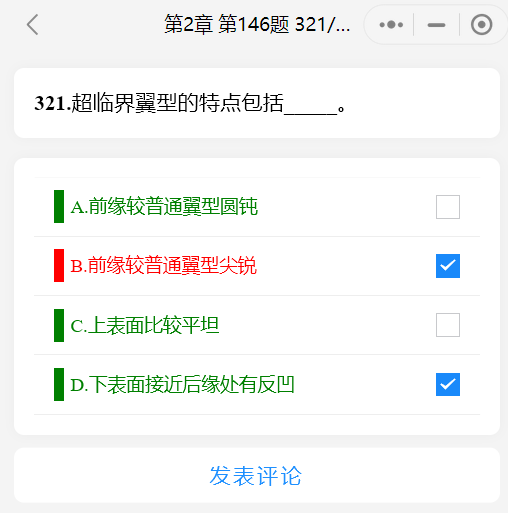 第2章 第146题 321/...
321.超临界翼型的特点包括_____。
A.前缘较普通翼型圆钝
B.前缘较普通翼型尖锐
C.上表面比较平坦
D.下表面接近后缘处有反凹
发表评论